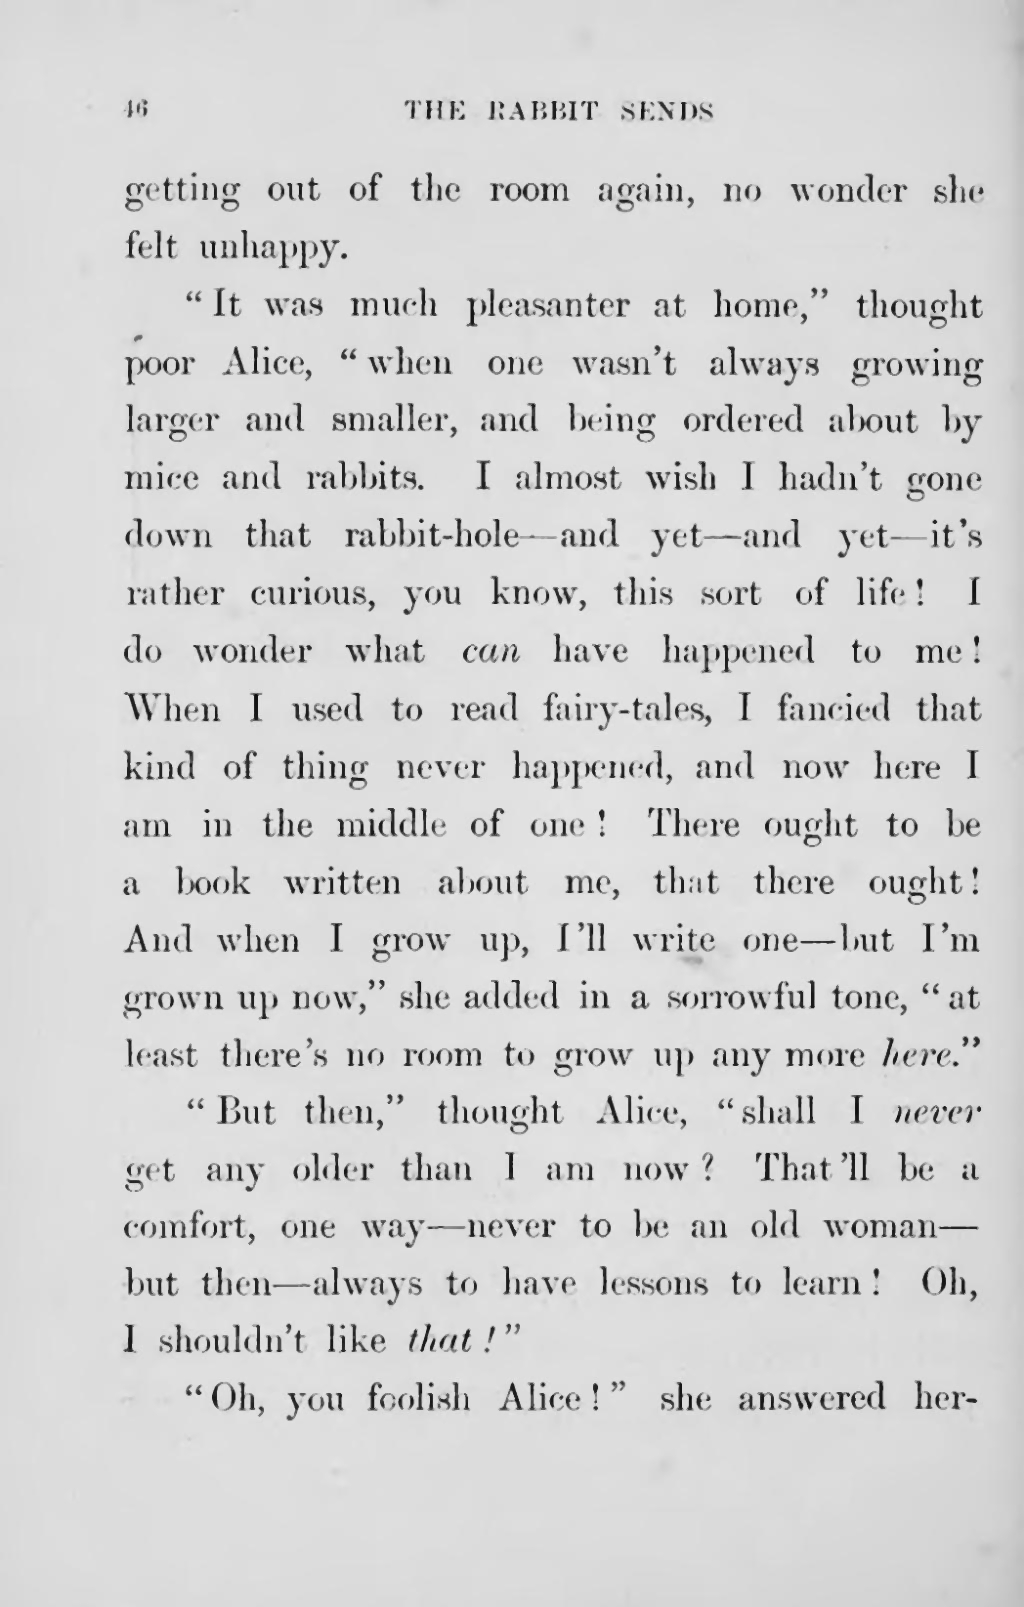 46 THE RABBIT SENDS
getting out of the room again, no wonder she
felt unhappy.
“It was much pleasanter at home,” thought
poor Alice, “when one wasn’t always growing
larger and smaller, and being ordered about by
mice and rabbits. I almost wish I hadn’t gone
down that rabbit-hole—and yet—and yet—it’s
rather curious, you know, this sort of life! I
do wonder what can have happened to me!
When I used to read fairy-tales, I fancied that
kind of thing never happened, and now here I
am in the middle of one! There ought to be
a book written about me, that there ought!
And when I grow up, I’ll write one—but I’m
grown up now,” she added in a sorrowful tone, “at
least there’s no room to grow up any more here.”
“But then,” thought Alice, “shall I never
get any older than I am now? That’ll be a
comfort, one way—never to be an old woman—
but then—always to have lessons to learn! Oh,
I shouldn’t like that!”
“Oh, you foolish Alice!” she answered her-